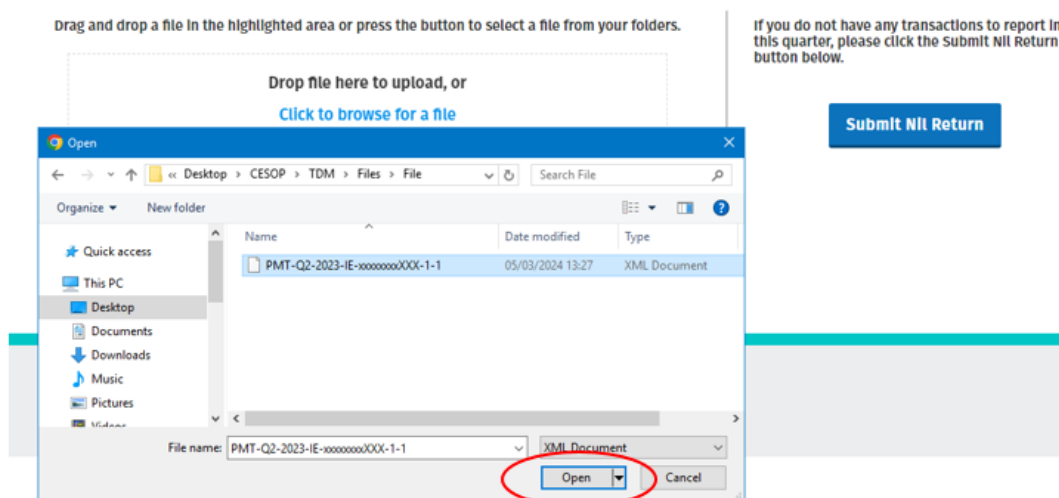 Drag and drop a file in the highlighted area or press the button to select a file from your folders.
Drop file here to upload, or
Click to browse for a file
If you do not have any transactions to report in
this quarter, please click the Submit Nil Return
button below.
Submit Nil Return
Open
« Desktop › CESOP › TDM › Files › File
Search File
Organize
New folder
Name
Date modified
Type
PMT-Q2-2023-IE-xxxxxxxxXXX-1-1
05/03/2024 13:27
XML Document
Quick access
This PC
Desktop
Documents
Downloads
Music
Pictures
Videos
File name:
PMT-Q2-2023-IE-xxxxxxxxXXX-1-1
XML Document
Open
Cancel